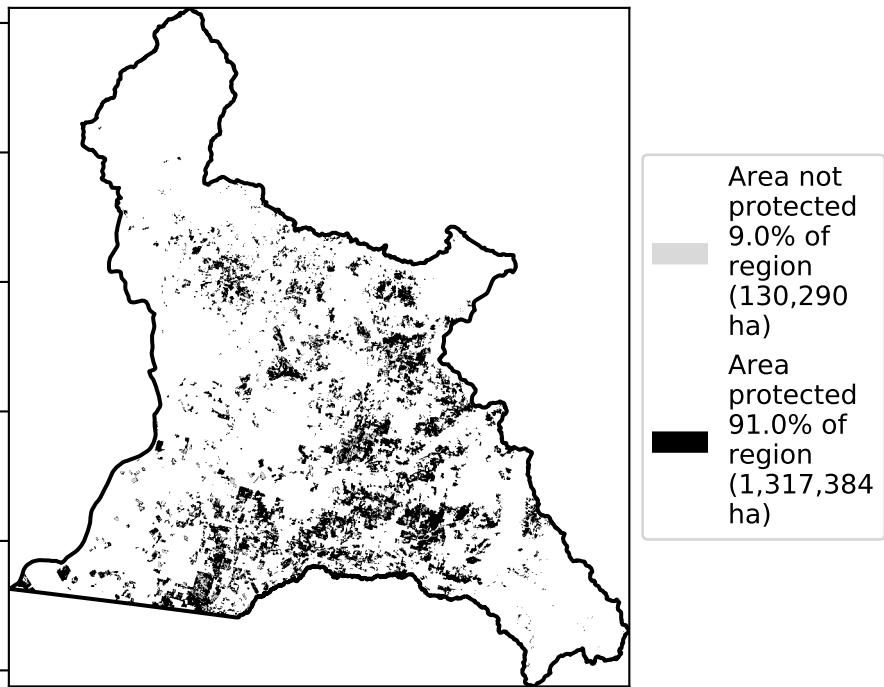 Area not
protected
9.0% of
region
(130,290
ha)
Area
protected
91.0% of
region
(1,317,384
ha)